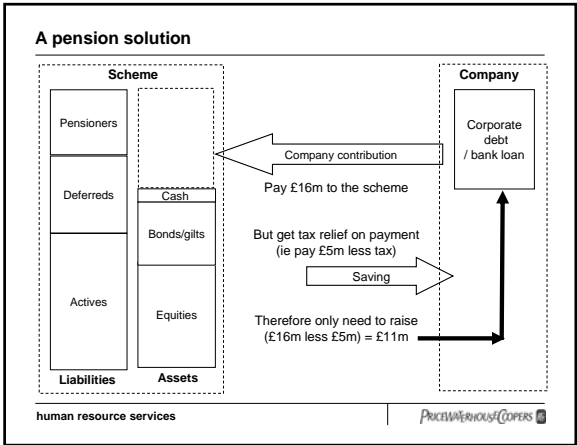 A pension solution
Scheme
Company
Pensioners
Deferreds
Actives
Liabilities
Cash
Bonds/gilts
Equities
Assets
Company contribution
Pay £16m to the scheme
But get tax relief on payment
(ie pay £5m less tax)
Saving
Therefore only need to raise
(£16m less £5m) = £11m
Corporate
debt
/ bank loan
human resource services
PRICEWATERHOUSECOOPERS